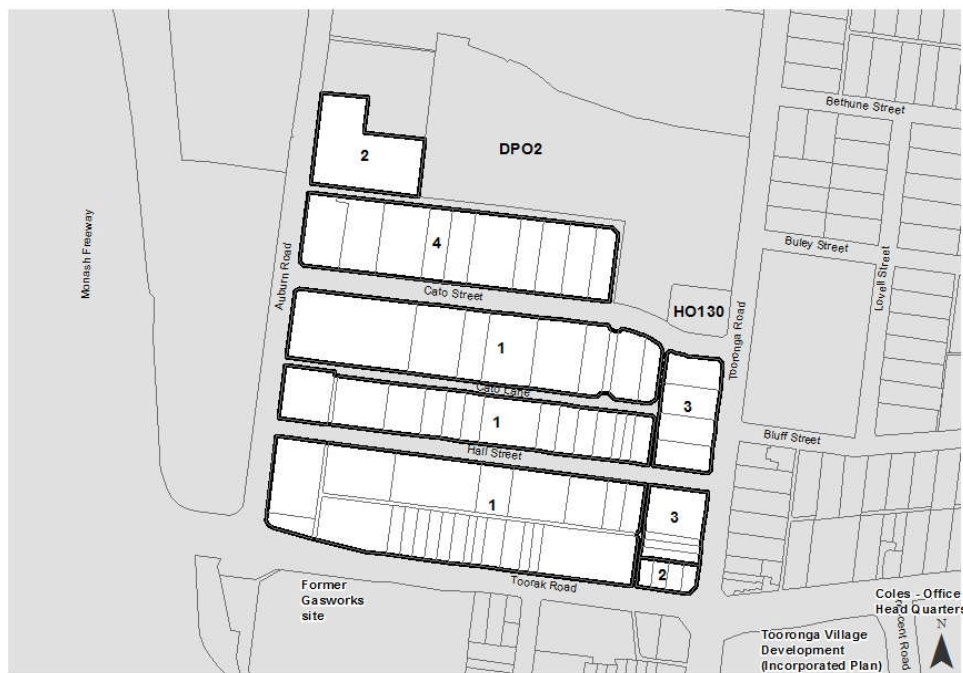 Bethune Street
DPO2
2
Buley Street
4
Lovell Street
Monash Freeway
Auburn Road
Cato Street
HO130
Tooronga Road
1
Cato Lane
3
1
Bluff Street
Hall Street
1
3
2
Toorak Road
Former
Gasworks
site
Coles - Office
Head Quarters
N
Tooronga Village
Development
(Incorporated Plan)